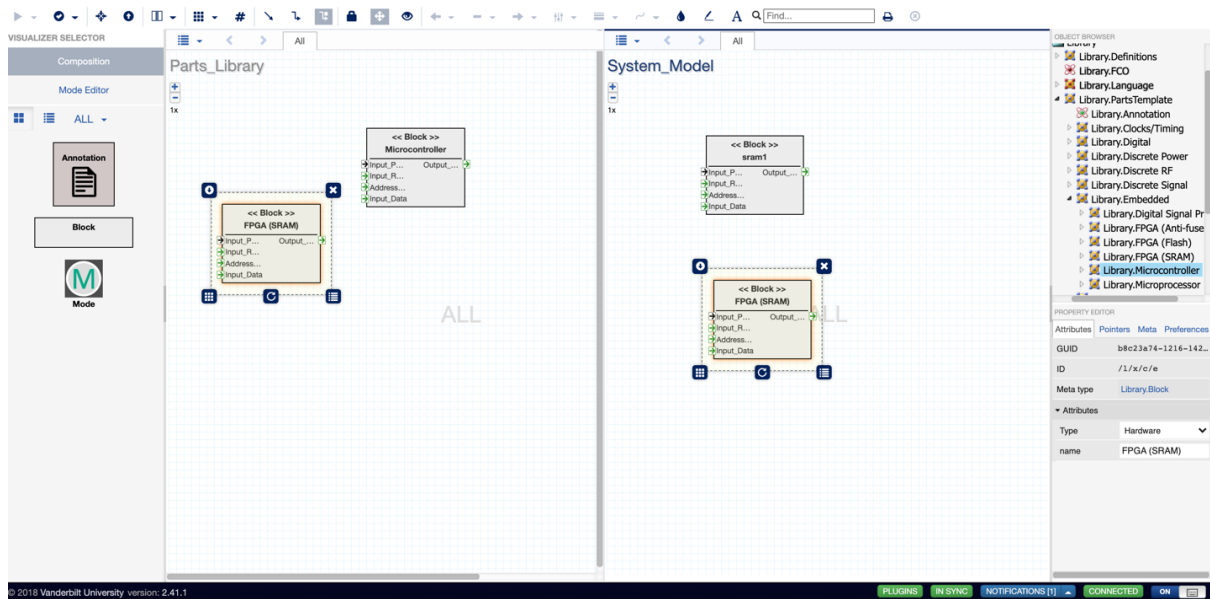 A Find...
VISUALIZER SELECTOR
Composition
Mode Editor
ALL
Annotation
Block
M
Mode
All
Parts_Library
1x
<< Block >>
Microcontroller
Input_P... Output_...
Input_R...
Address...
Input_Data
<< Block >>
FPGA (SRAM)
Input_P... Output_...
Input_R...
Address...
Input_Data
ALL
All
System_Model
1x
<< Block >>
sram1
Input_P... Output_...
Input_R...
Address...
Input_Data
<< Block >>
FPGA (SRAM)
Input_P... Output_...
Input_R...
Address...
Input_Data
ALL
OBJECT BROWSER
Library
Library.Definitions
Library.FCO
Library.Language
Library.PartsTemplate
Library.Annotation
Library.Clocks/Timing
Library.Digital
Library.Discrete Power
Library.Discrete RF
Library.Discrete Signal
Library.Embedded
Library.Digital Signal Pr
Library.FPGA (Anti-fuse
Library.FPGA (Flash)
Library.FPGA (SRAM)
Library.Microcontroller
Library.Microprocessor
PROPERTY EDITOR
Attributes Pointers Meta Preferences
GUID b8c23a74-1216-142...
ID /1/x/c/e
Meta type Library.Block
Attributes
Type Hardware
name FPGA (SRAM)
© 2018 Vanderbilt University version: 2.41.1
PLUGINS IN SYNC NOTIFICATIONS [1] CONNECTED ON